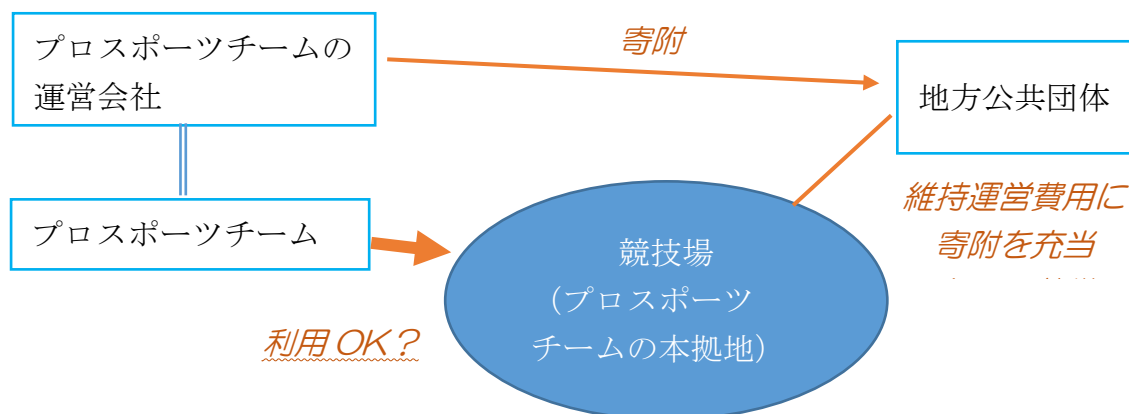 プロスポーツチームの
運営会社
寄附
地方公共団体
プロスポーツチーム
維持運営費用に
寄附を充当
競技場
（プロスポーツ
チームの本拠地）
利用 OK？